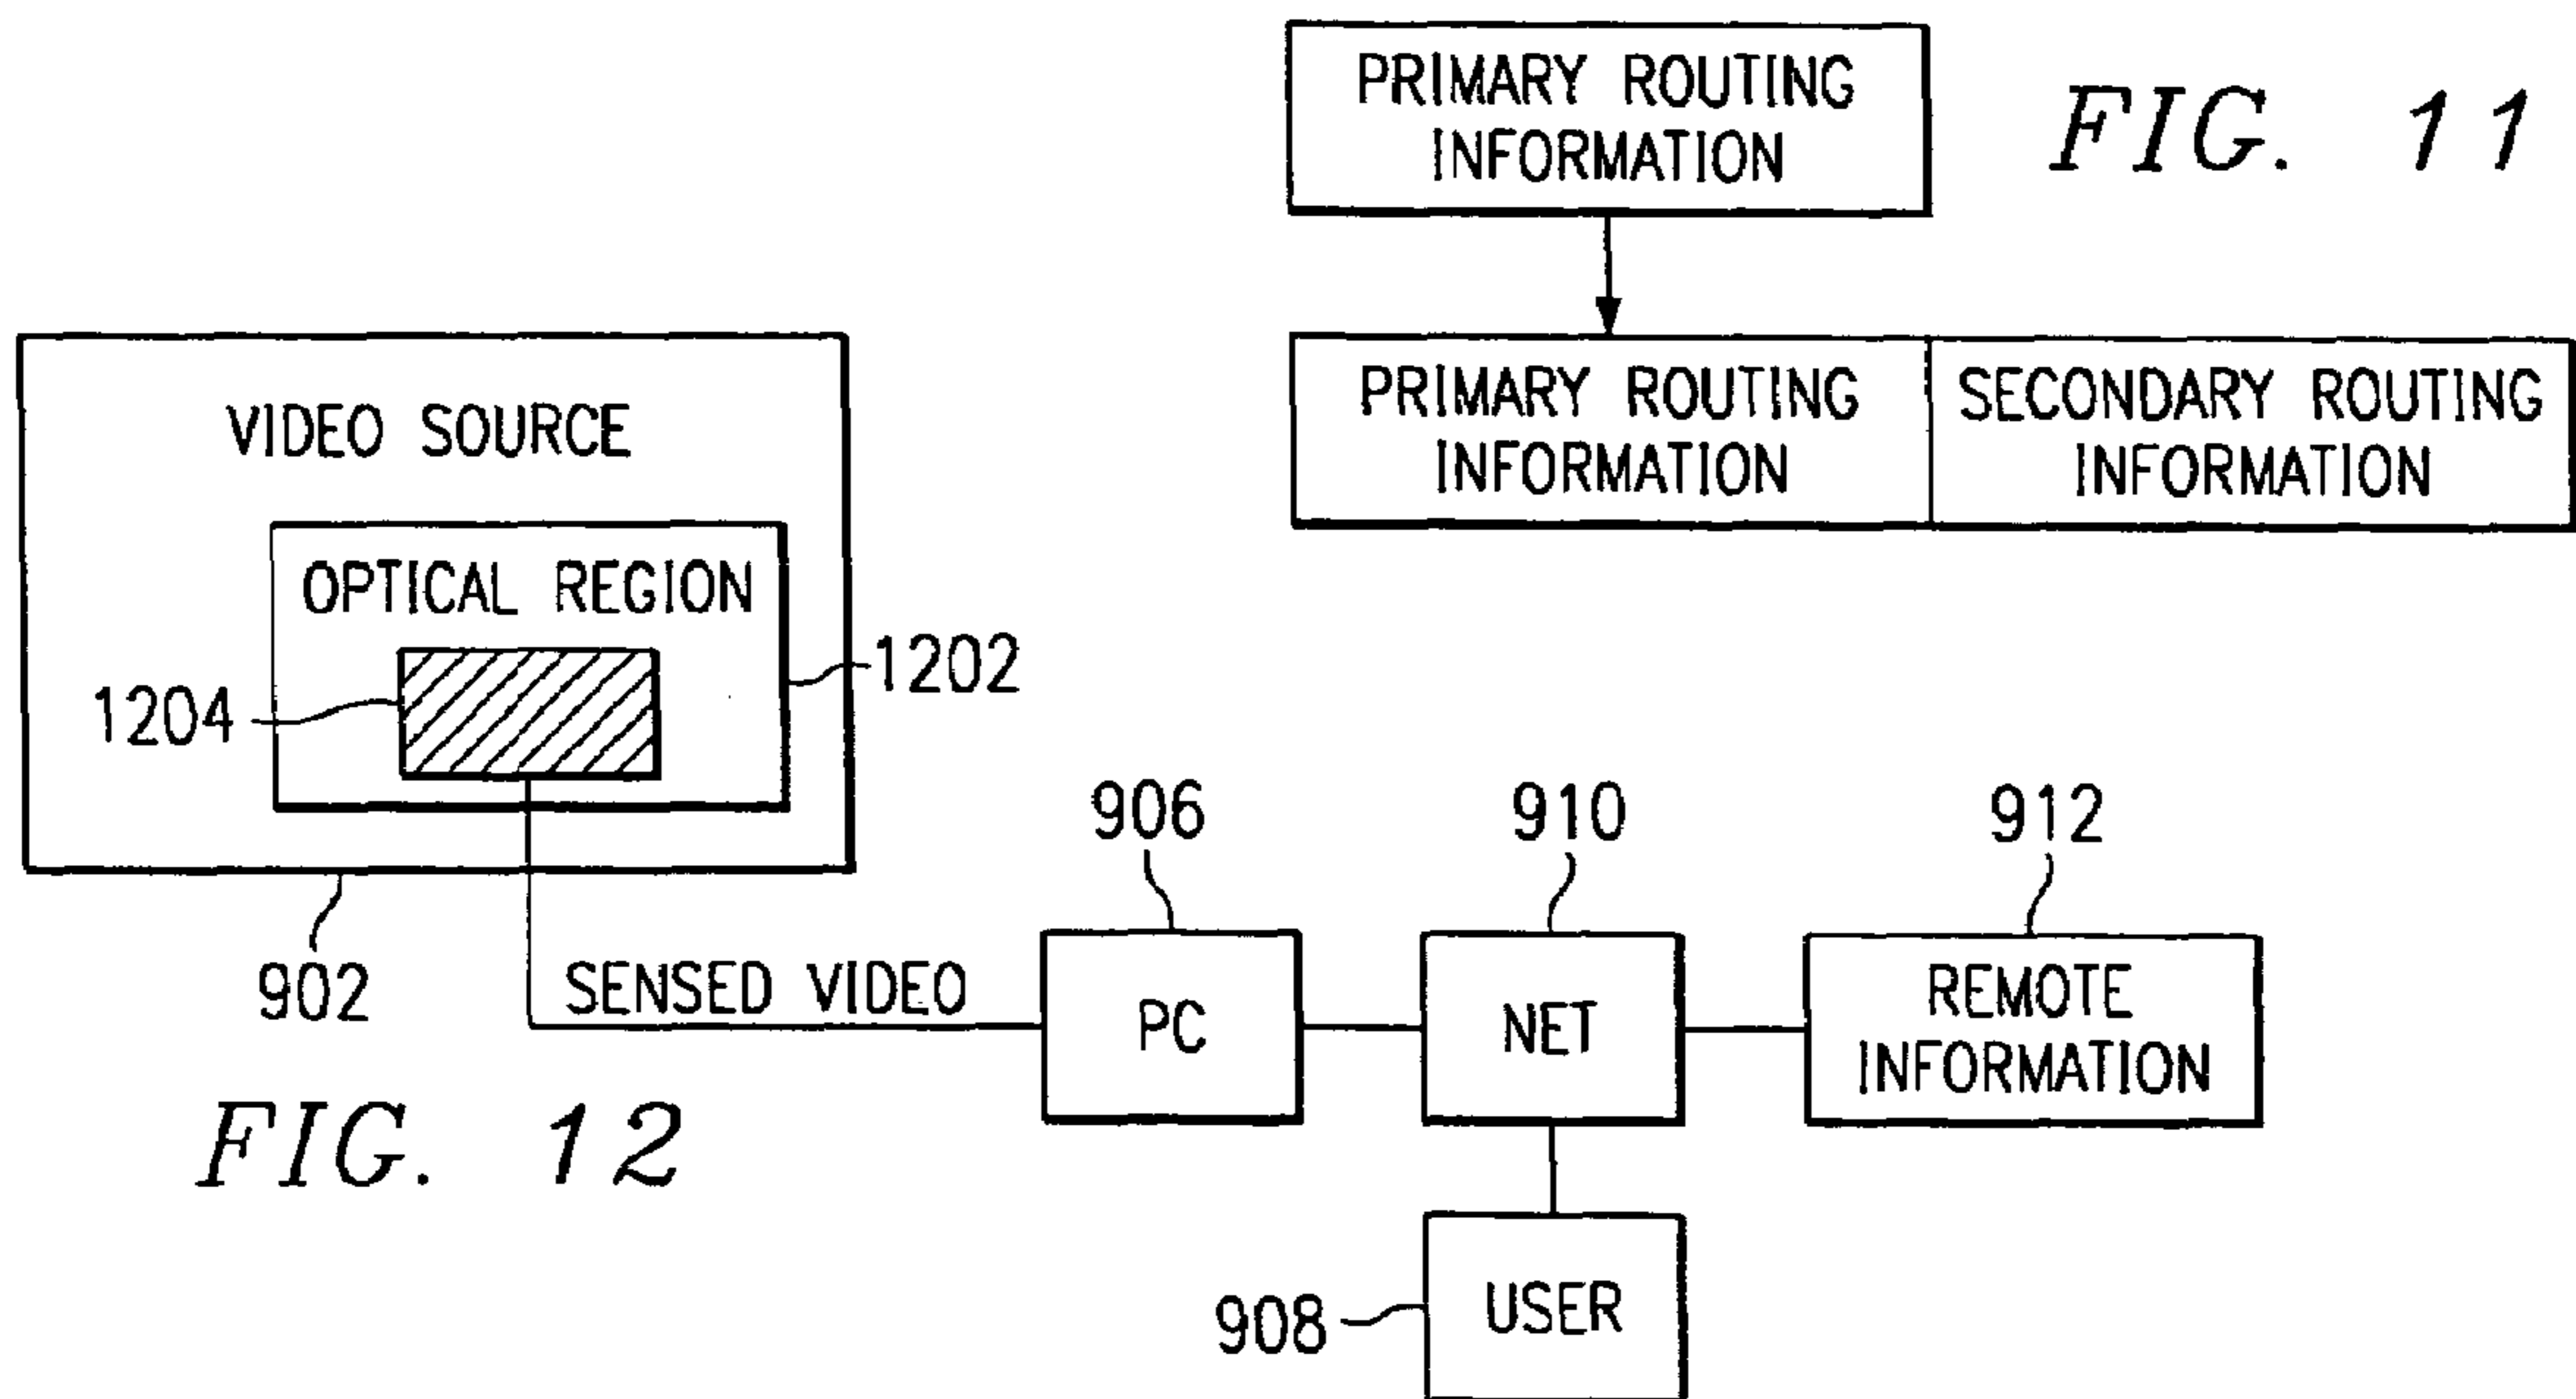 PRIMARY ROUTING
INFORMATION
FIG. 11
PRIMARY ROUTING
INFORMATION
SECONDARY ROUTING
INFORMATION
VIDEO SOURCE
OPTICAL REGION
1202
1204
902
SENSED VIDEO
906
PC
910
NET
912
REMOTE
INFORMATION
908
USER
FIG. 12